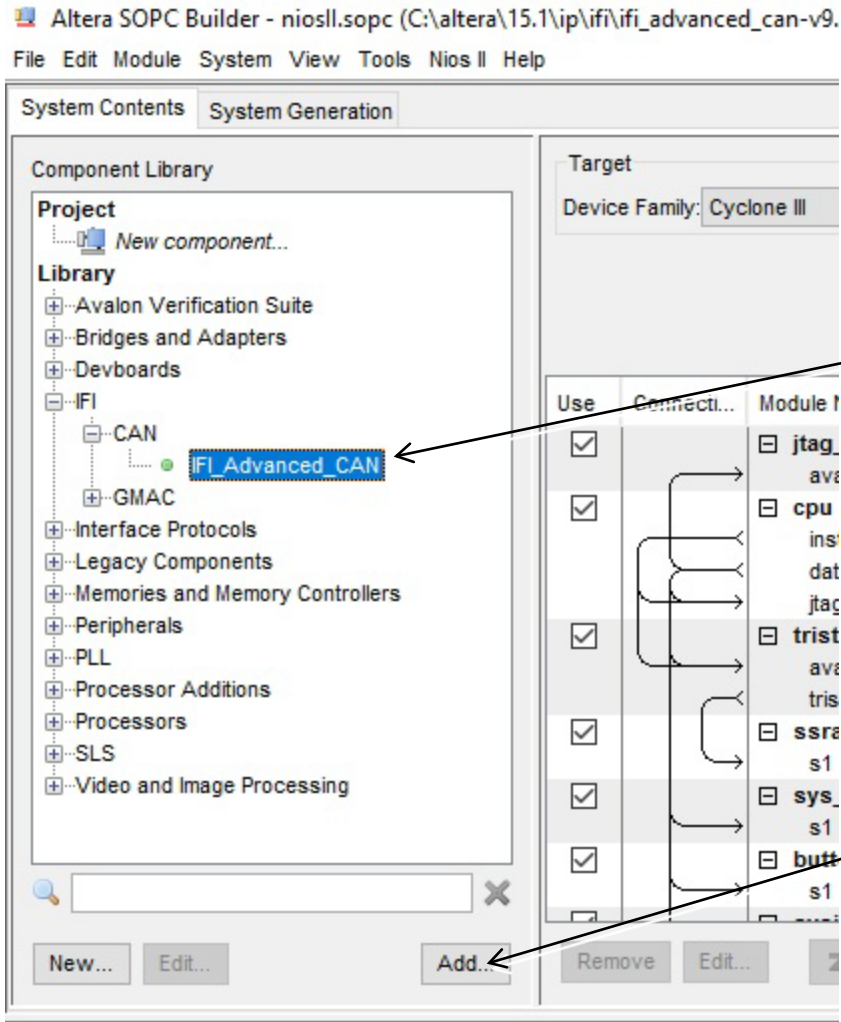 Altera SOPC Builder - niosII.sopc (C:\altera\15.1\ip\ifi\ifi_advanced_can-v9.
File Edit Module System View Tools Nios II Help
System Contents System Generation
Component Library
Project
New component...
Library
Avalon Verification Suite
Bridges and Adapters
Devboards
IFI
CAN
IFI_Advanced_CAN
GMAC
Interface Protocols
Legacy Components
Memories and Memory Controllers
Peripherals
PLL
Processor Additions
Processors
SLS
Video and Image Processing
New... Edit... Add...
Target
Device Family: Cyclone III
Use Connecti... Module
jtag_
ava
cpu
inst
dat
jtag
trist
ava
tris
ssra
s1
sys_
s1
butt
s1
Remove Edit...